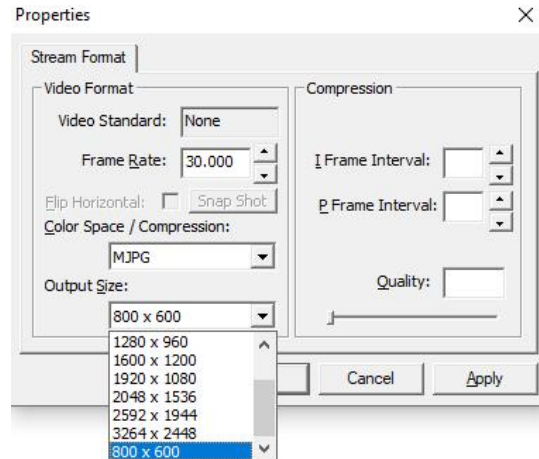 Properties
Stream Format
Video Format
Video Standard: None
Frame Rate: 30.000
Flip Horizontal: Snap Shot
Color Space / Compression:
MJPG
Output Size:
800 x 600
1280 x 960
1600 x 1200
1920 x 1080
2048 x 1536
2592 x 1944
3264 x 2448
800 x 600
Compression
I Frame Interval:
P Frame Interval:
Quality:
Cancel
Apply